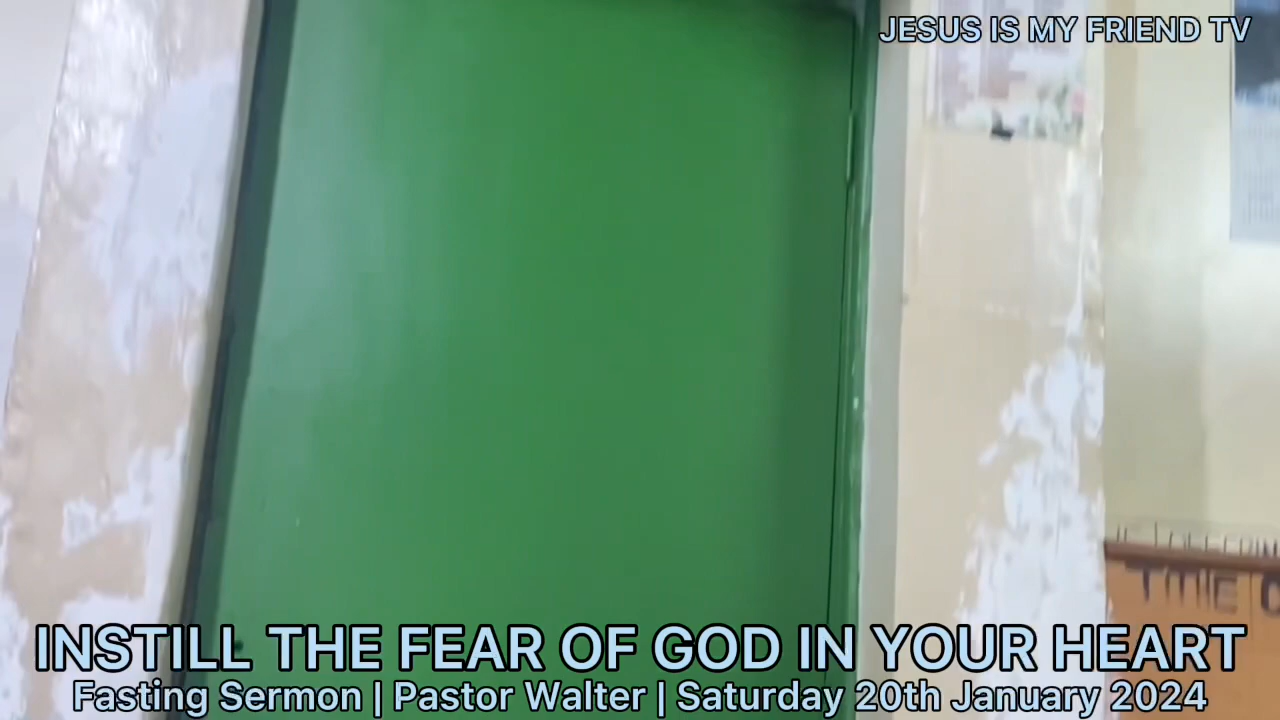 JESUS IS MY FRIEND TV
TITHE
INSTILL THE FEAR OF GOD IN YOUR HEART
Fasting Sermon | Pastor Walter | Saturday 20th January 2024